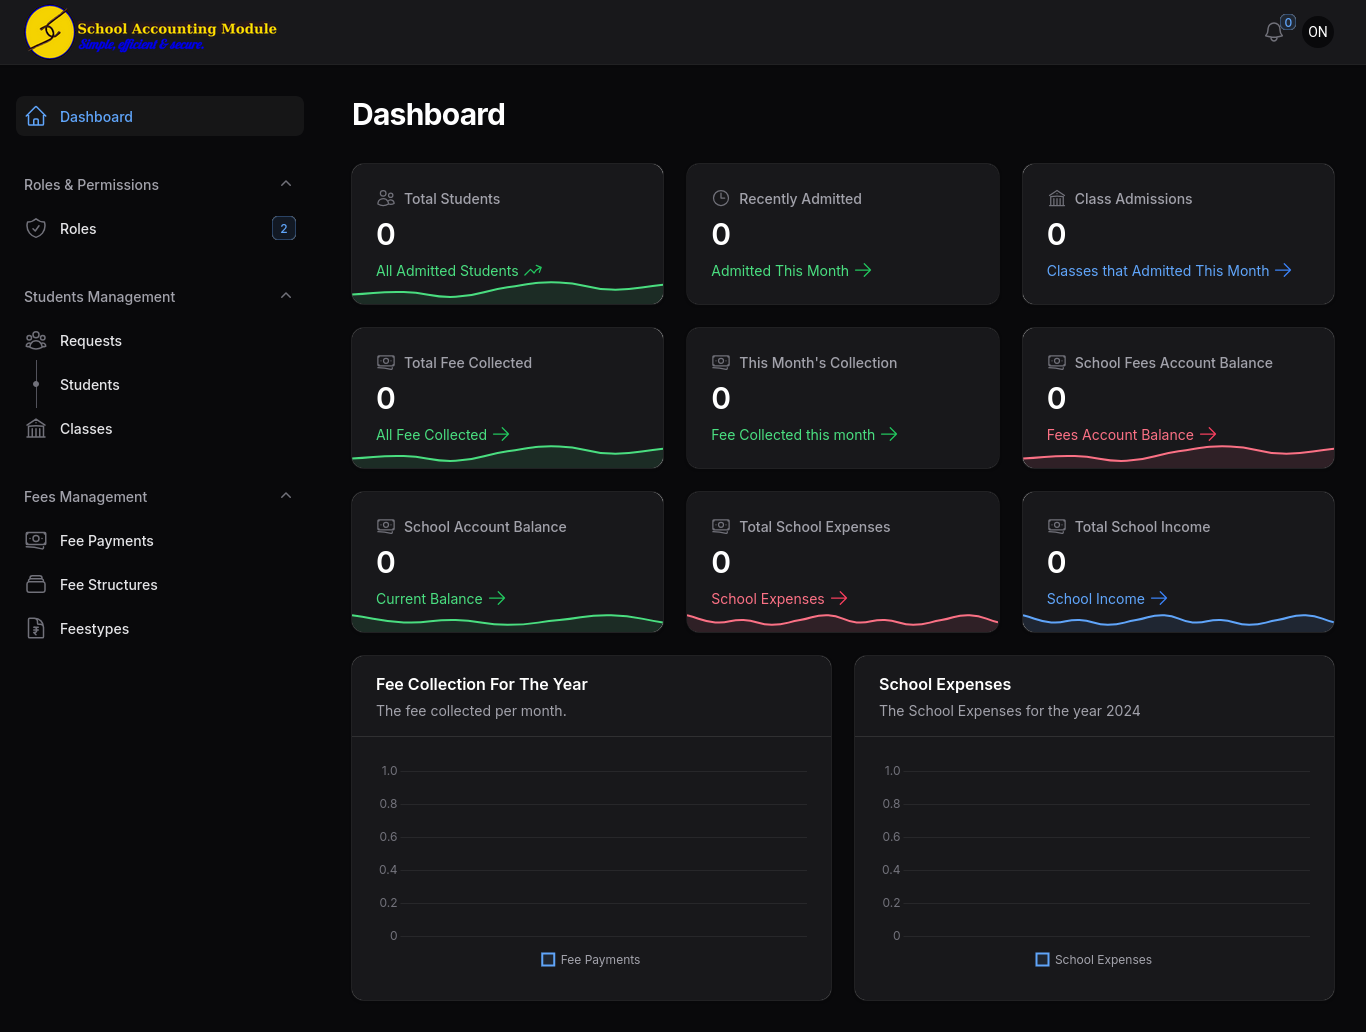 School Accounting Module
Simple, efficient & secure.
0
ON
Dashboard
Roles & Permissions
Roles
2
Students Management
Requests
Students
Classes
Fees Management
Fee Payments
Fee Structures
Feestypes
Dashboard
Total Students
0
All Admitted Students
Recently Admitted
0
Admitted This Month
Class Admissions
0
Classes that Admitted This Month
Total Fee Collected
0
All Fee Collected
This Month's Collection
0
Fee Collected this month
School Fees Account Balance
0
Fees Account Balance
School Account Balance
0
Current Balance
Total School Expenses
0
School Expenses
Total School Income
0
School Income
Fee Collection For The Year
The fee collected per month.
1.0
0.8
0.6
0.4
0.2
0
Fee Payments
School Expenses
The School Expenses for the year 2024
1.0
0.8
0.6
0.4
0.2
0
School Expenses